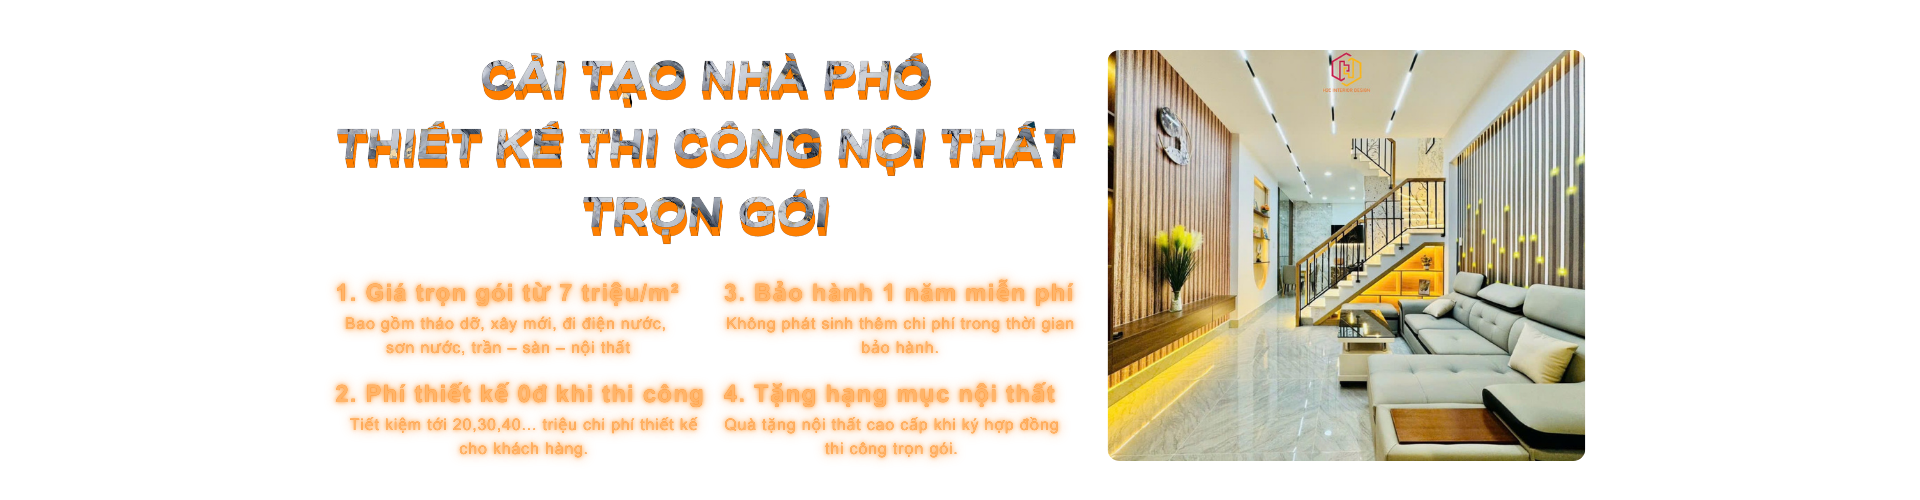 CẢI TẠO NHÀ PHỐ
THIẾT KẾ THI CÔNG NỘI THẤT
TRỌN GÓI
1. Giá trọn gói từ 7 triệu/m²
Bao gồm tháo dỡ, xây mới, đi điện nước,
sơn nước, trần – sàn – nội thất
2. Phí thiết kế 0đ khi thi công
Tiết kiệm tới 20,30,40... triệu chi phí thiết kế
cho khách hàng.
3. Bảo hành 1 năm miễn phí
Không phát sinh thêm chi phí trong thời gian
bảo hành.
4. Tặng hạng mục nội thất
Quà tặng nội thất cao cấp khi ký hợp đồng
thi công trọn gói.